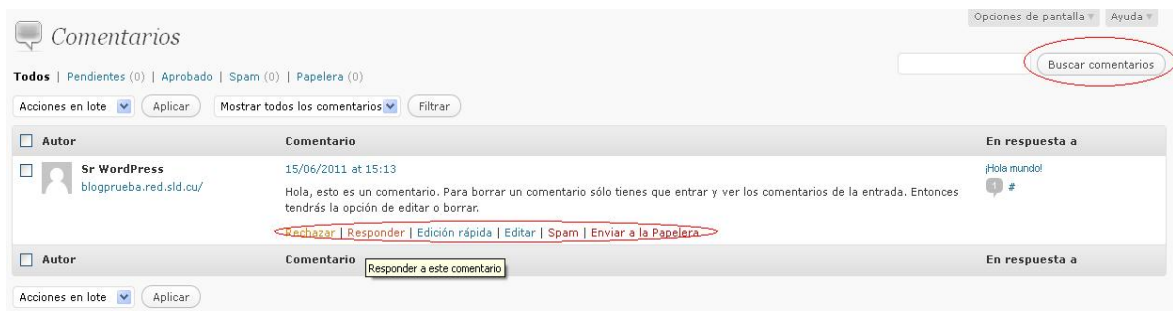 Opciones de pantalla Ayuda
Comentarios
Buscar comentarios
Todos | Pendientes (0) | Aprobado | Spam (0) | Papelera (0)
Acciones en lote Aplicar Mostrar todos los comentarios Filtrar
Autor Comentario En respuesta a
Sr WordPress 15/06/2011 at 15:13 ¡Hola mundo!
blogprueba.red.sld.cu/ Hola, esto es un comentario. Para borrar un comentario sólo tienes que entrar y ver los comentarios de la entrada. Entonces 1 #
tendrás la opción de editar o borrar.
Rechazar | Responder | Edición rápida | Editar | Spam | Enviar a la Papelera
Autor Comentario En respuesta a
Responder a este comentario
Acciones en lote Aplicar